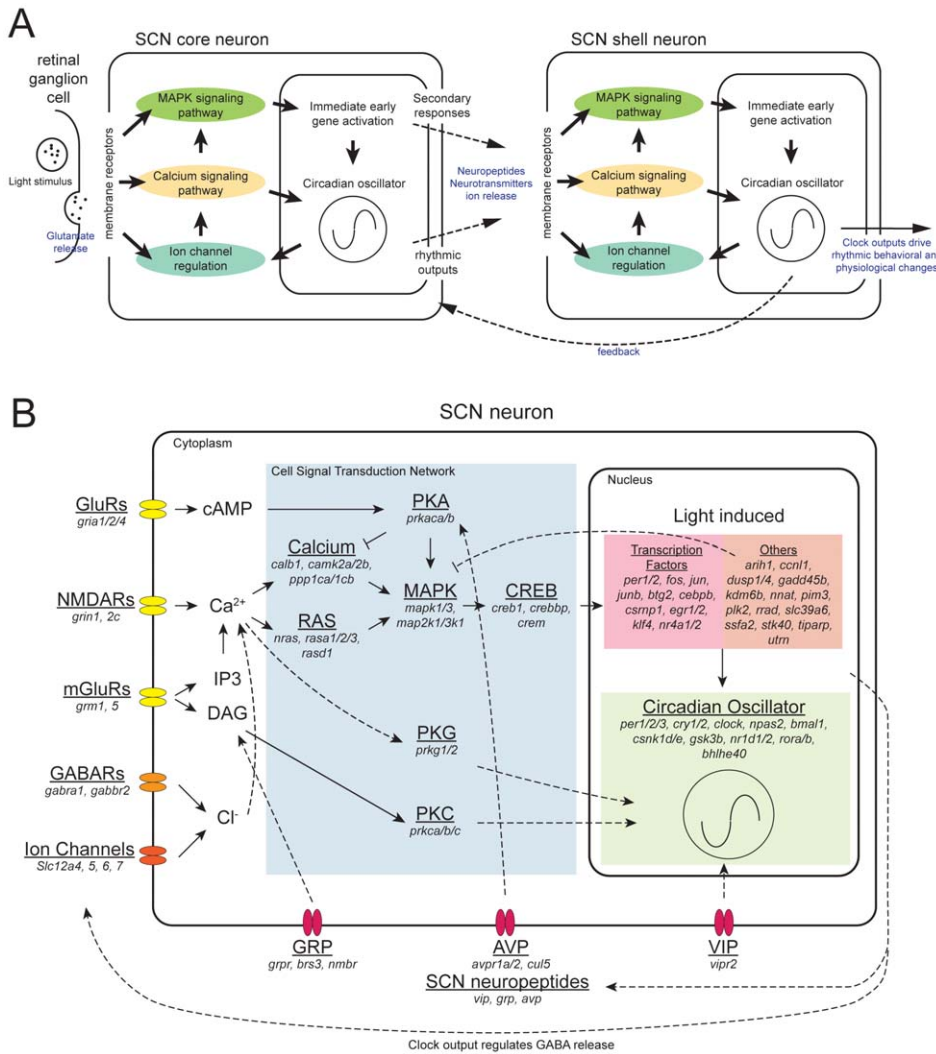 A
SCN core neuron
SCN shell neuron
retinal
ganglion
cell
Light stimulus
Glutamate
release
membrane receptors
MAPK signaling
pathway
Calcium signaling
pathway
Ion channel
regulation
Immediate early
gene activation
Circadian oscillator
Secondary
responses
Neuropeptides
Neurotransmitters
ion release
rhythmic
outputs
membrane receptors
MAPK signaling
pathway
Calcium signaling
pathway
Ion channel
regulation
Immediate early
gene activation
Circadian oscillator
Clock outputs drive
rhythmic behavioral an
physiological changes
feedback
B
SCN neuron
Cytoplasm
Cell Signal Transduction Network
Nucleus
GluRs
gria1/2/4
cAMP
PKA
prkaca/b
Light induced
Calcium
calb1, camk2a/2b,
ppp1ca/1cb
Transcription
Factors
per1/2, fos, jun,
junb, btg2, cebpb,
csrnp1, egr1/2,
klf4, nr4a1/2
Others
arih1, ccnl1,
dusp1/4, gadd45b,
kdm6b, nnat, pim3,
plk2, rrad, slc39a6,
ssfa2, stk40, tiparp,
utrn
NMDARs
grin1, 2c
Ca2+
MAPK
mapk1/3,
map2k1/3k1
CREB
creb1, crebbp,
crem
RAS
nras, rasa1/2/3,
rasd1
mGluRs
grm1, 5
IP3
DAG
Circadian Oscillator
per1/2/3, cry1/2, clock, npas2, bmal1,
csnk1d/e, gsk3b, nr1d1/2, rora/b,
bhlhe40
PKG
prkg1/2
GABARs
gabra1, gabbr2
Cl-
PKC
prkca/b/c
Ion Channels
Slc12a4, 5, 6, 7
GRP
grpr, brs3, nmbr
AVP
avpr1a/2, cul5
VIP
vipr2
SCN neuropeptides
vip, grp, avp
Clock output regulates GABA release